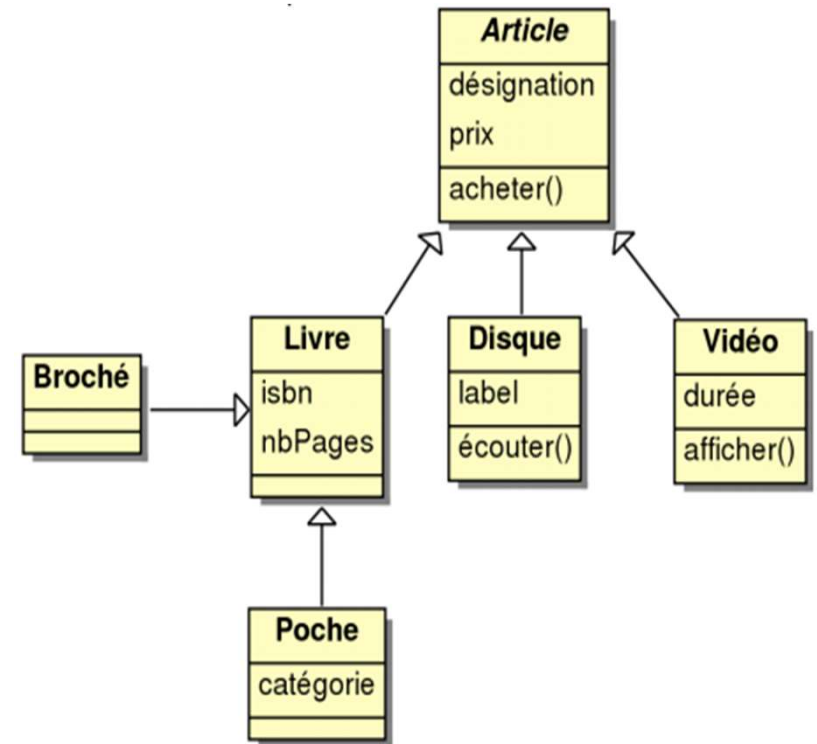 Article
désignation
prix
acheter()
Livre
isbn
nbPages
Disque
label
écouter()
Vidéo
durée
afficher()
Broché
Poche
catégorie